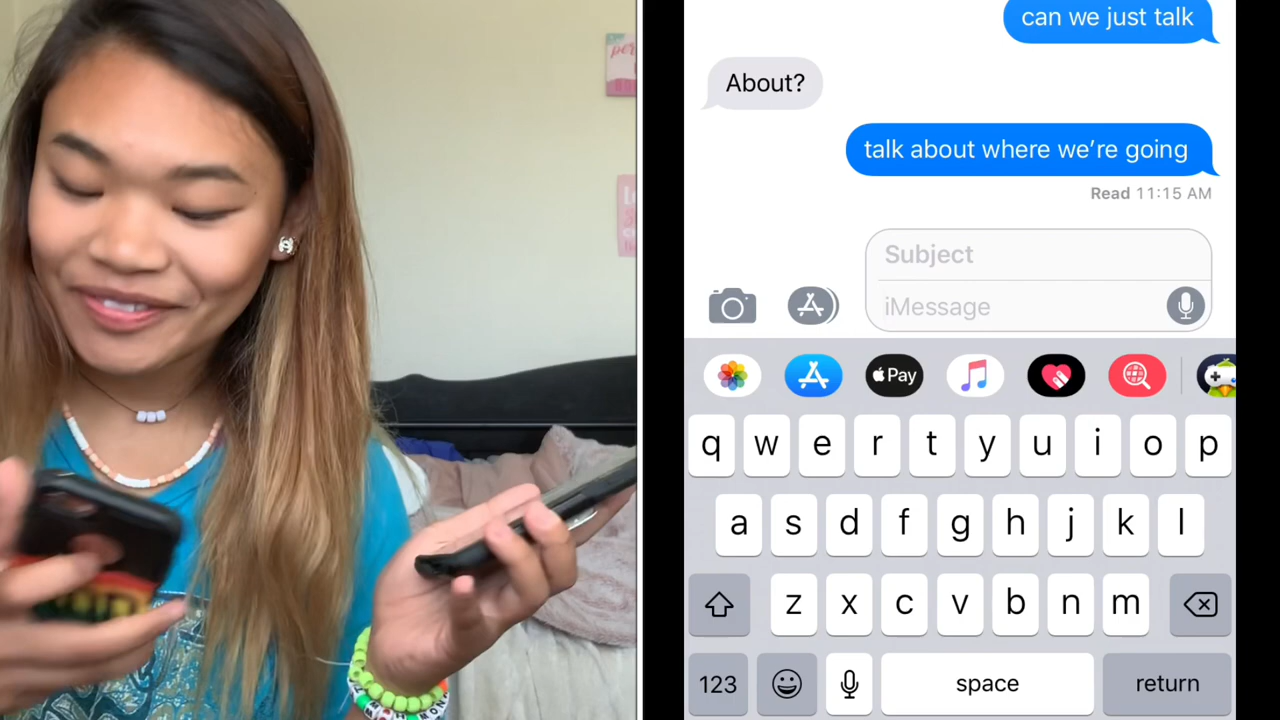 can we just talk
About?
talk about where we're going
Read 11:15 AM
Subject
iMessage
Pay
q w e r t y u i o p
a s d f g h j k l
z x c v b n m
123 space return